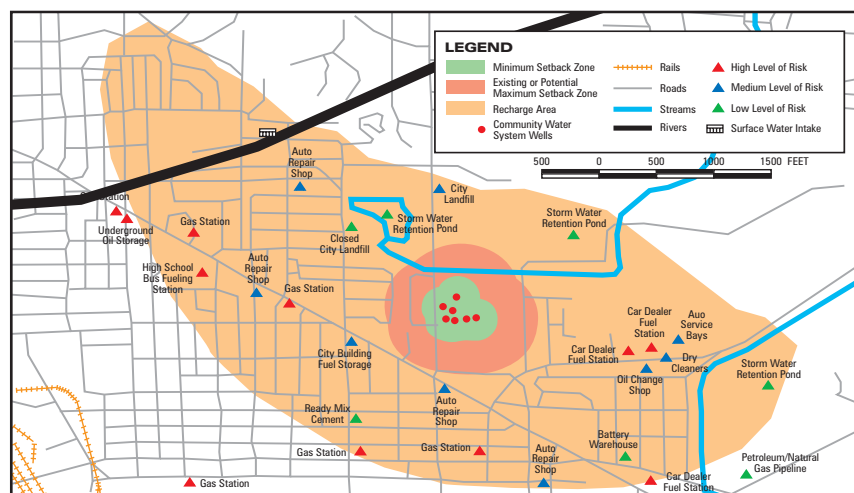 LEGEND
Minimum Setback Zone
Existing or Potential
Maximum Setback Zone
Recharge Area
Community Water
System Wells
Rails
Roads
Streams
Rivers
High Level of Risk
Medium Level of Risk
Low Level of Risk
Surface Water Intake
500 0 500 1000 1500 FEET
Auto
Repair
Shop
City
Landfill
Station
Underground
Oil Storage
Gas Station
Storm Water
Retention Pond
Closed
City Landfill
Storm Water
Retention Pond
High School
Bus Fueling
Station
Auto
Repair
Shop
Gas Station
Car Dealer
Fuel
Station
Auo
Service
Bays
City Building
Fuel Storage
Car Dealer
Fuel Station
Dry
Cleaners
Oil Change
Shop
Storm Water
Retention Pond
Auto
Repair
Shop
Ready Mix
Cement
Gas Station
Gas Station
Auto
Repair
Shop
Battery
Warehouse
Petroleum/Natural
Gas Pipeline
Gas Station
Car Dealer
Fuel Station